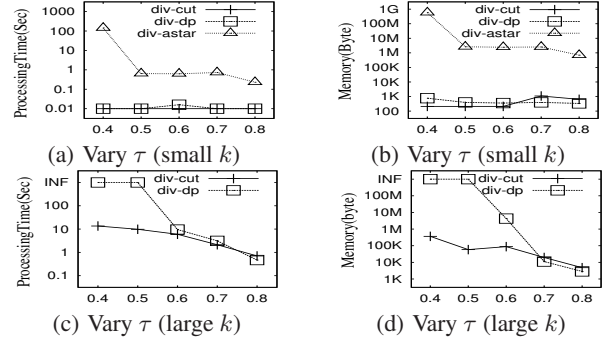 div-cut
div-dp
div-astar
ProcessingTime(Sec)
1000
100
10
1
0.1
0.01
0.4 0.5 0.6 0.7 0.8
(a) Vary τ (small k)
div-cut
div-dp
div-astar
Memory(Byte)
1G
100M
10M
1M
100K
10K
1K
100
0.4 0.5 0.6 0.7 0.8
(b) Vary τ (small k)
div-cut
div-dp
ProcessingTime(Sec)
INF
100
10
1
0.1
0.4 0.5 0.6 0.7 0.8
(c) Vary τ (large k)
div-cut
div-dp
Memory(byte)
INF
100M
10M
1M
100K
10K
1K
0.4 0.5 0.6 0.7 0.8
(d) Vary τ (large k)